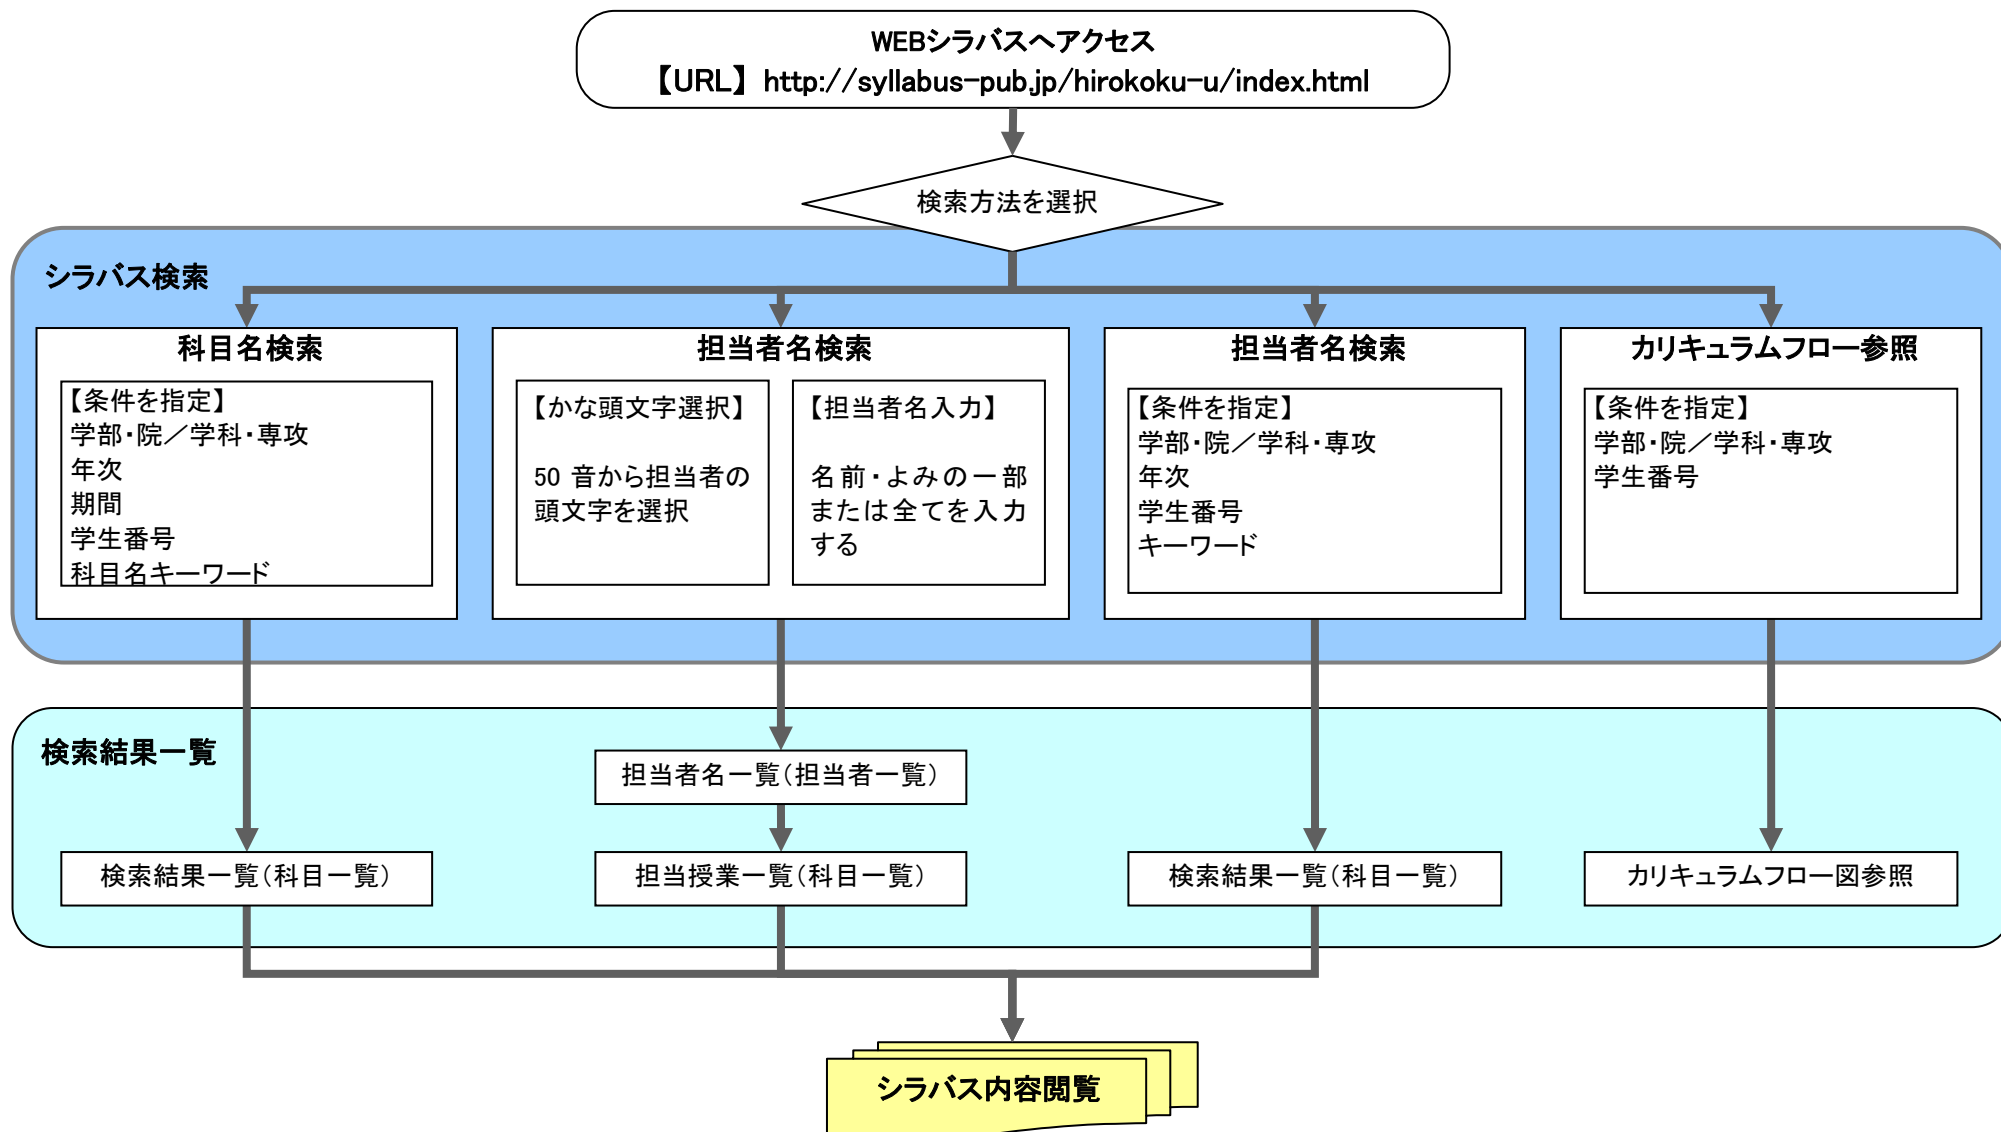 WEBシラバスへアクセス
【URL】 http://syllabus-pub.jp/hirokoku-u/index.html
検索方法を選択
シラバス検索
科目名検索
【条件を指定】
学部・院／学科・専攻
年次
期間
学生番号
科目名キーワード
担当者名検索
【かな頭文字選択】
50 音から担当者の
頭文字を選択
【担当者名入力】
名前・よみの一部
または全てを入力
する
担当者名検索
【条件を指定】
学部・院／学科・専攻
年次
学生番号
キーワード
カリキュラムフロー参照
【条件を指定】
学部・院／学科・専攻
学生番号
検索結果一覧
担当者名一覧（担当者一覧）
検索結果一覧（科目一覧）
担当授業一覧（科目一覧）
検索結果一覧（科目一覧）
カリキュラムフロー図参照
シラバス内容閲覧